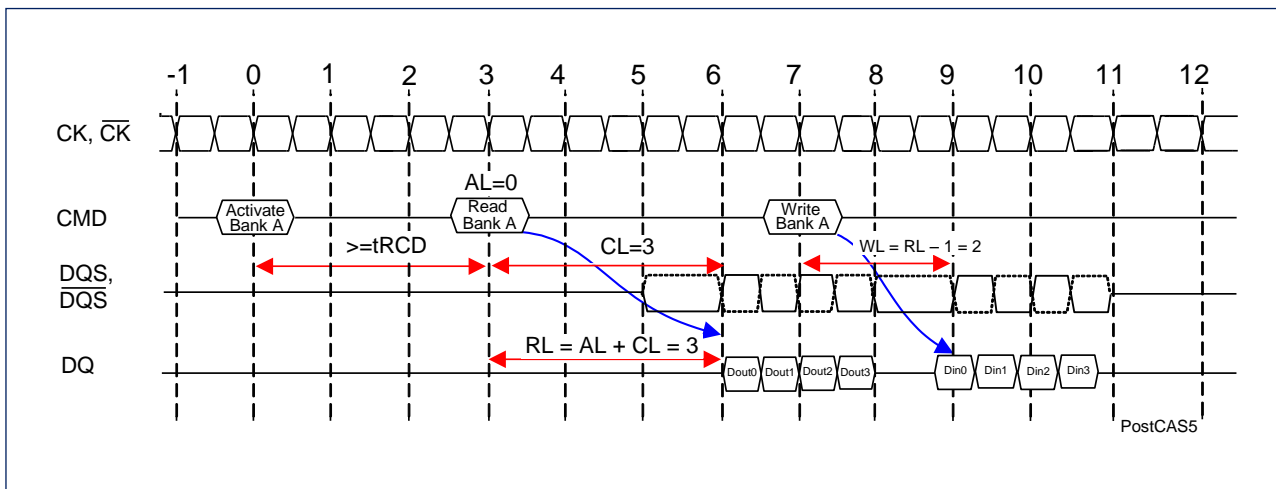 -1 0 1 2 3 4 5 6 7 8 9 10 11 12
CK, CK
AL=0
CMD
Activate
Bank A
Read
Bank A
Write
Bank A
>=tRCD
CL=3
WL = RL – 1 = 2
DQS,
DQS
RL = AL + CL = 3
DQ
Dout0 Dout1 Dout2 Dout3
Din0 Din1 Din2 Din3
PostCAS5